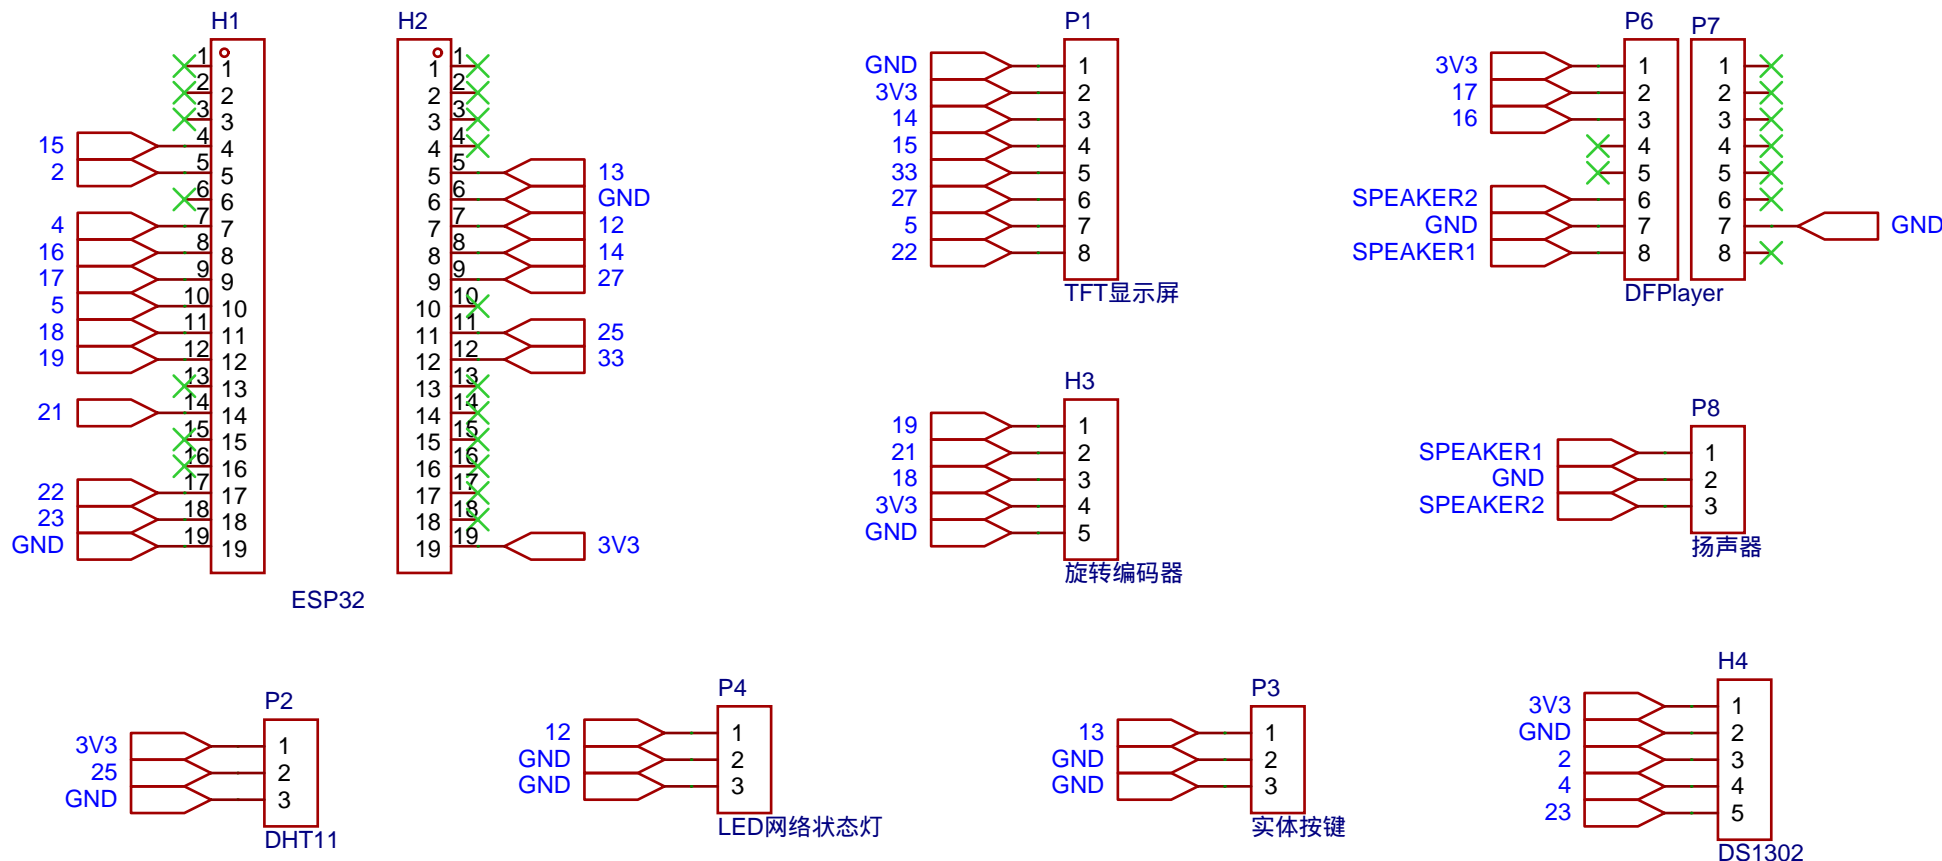 H1
1 1
2 2
3 3
15 4 4
2 5 5
6 6
4 7 7
16 8 8
17 9 9
5 10 10
18 11 11
19 12 12
13 13
21 14 14
15 15
16 16
22 17 17
23 18 18
GND 19 19
H2
1 1
2 2
3 3
4 4
5 5 13
6 6 GND
7 7 12
8 8 14
9 9 27
10 10
11 11 25
12 12 33
13 13
14 14
15 15
16 16
17 17
18 18
19 19 3V3
ESP32
P1
GND 1
3V3 2
14 3
15 4
33 5
27 6
5 7
22 8
TFT显示屏
P6
3V3 1
17 2
16 3
4
5
SPEAKER2 6
GND 7
SPEAKER1 8
DFPlayer
P7
1
2
3
4
5
6
7 GND
8
H3
19 1
21 2
18 3
3V3 4
GND 5
旋转编码器
P8
SPEAKER1 1
GND 2
SPEAKER2 3
扬声器
P2
3V3 1
25 2
GND 3
DHT11
P4
12 1
GND 2
GND 3
LED网络状态灯
P3
13 1
GND 2
GND 3
实体按键
H4
3V3 1
GND 2
2 3
4 4
23 5
DS1302